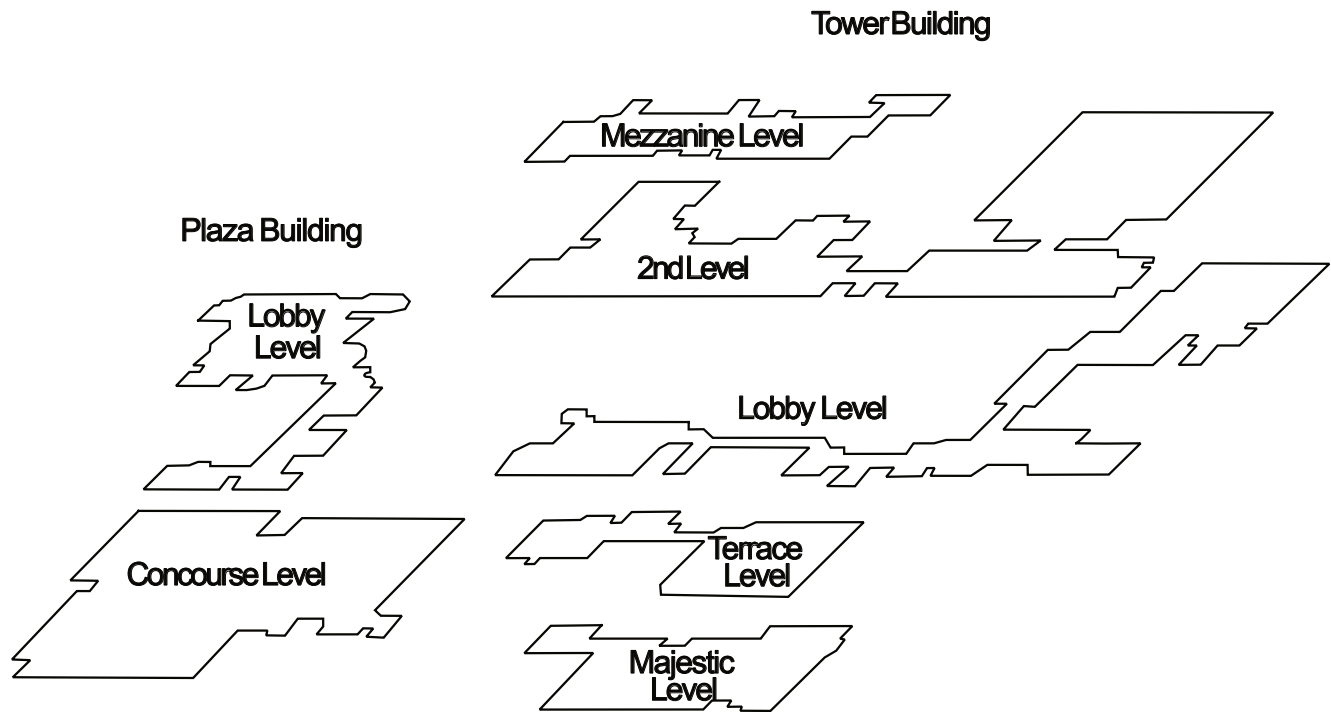 Tower Building
Mezzanine Level
Plaza Building
2nd Level
Lobby
Level
Lobby Level
Terrace
Level
Concourse Level
Majestic
Level